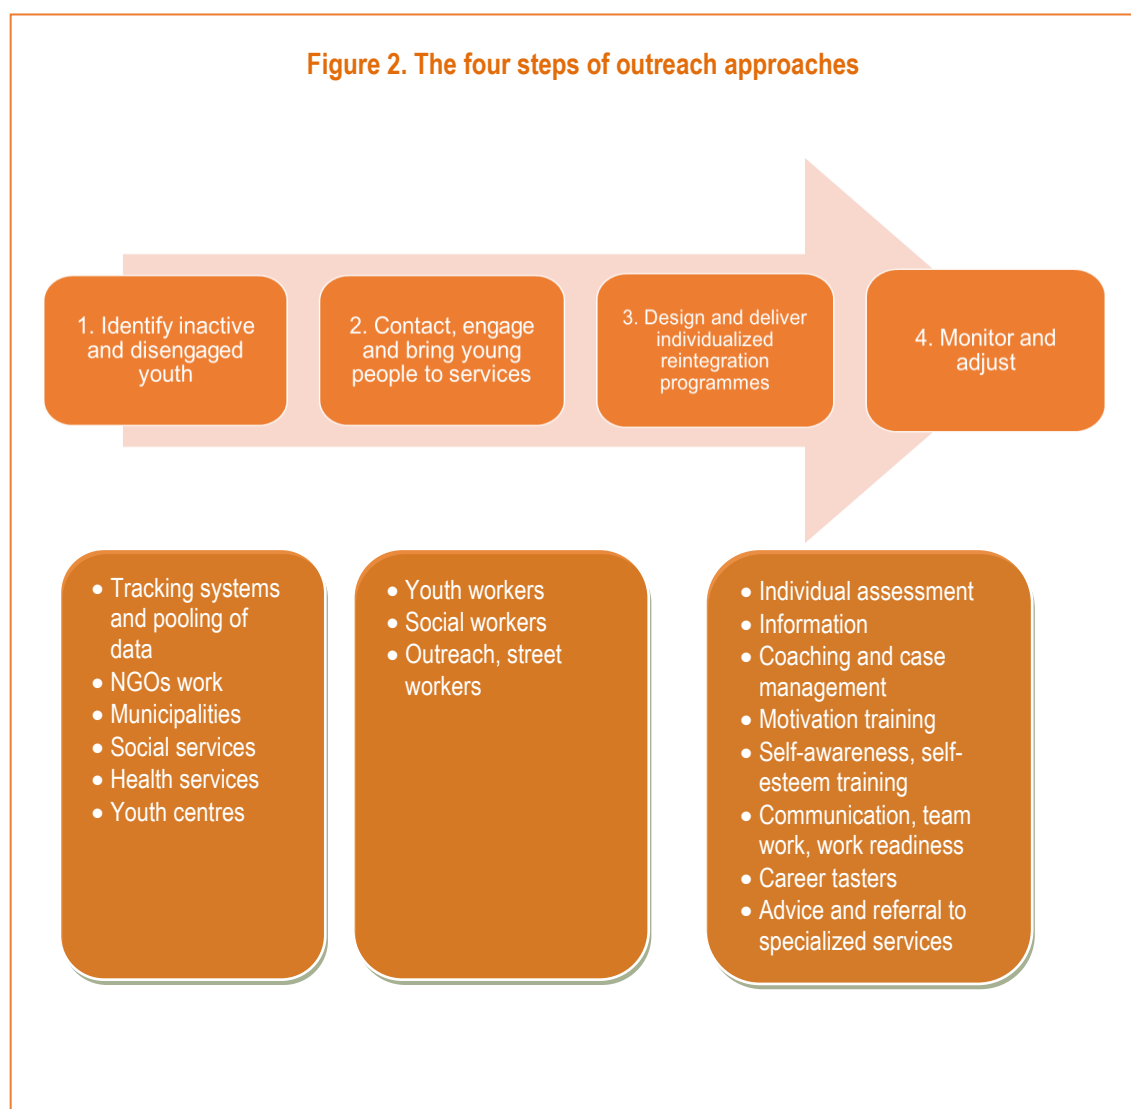 Figure 2. The four steps of outreach approaches
1. Identify inactive
and disengaged
youth
2. Contact, engage
and bring young
people to services
3. Design and deliver
individualized
reintegration
programmes
4. Monitor and
adjust
• Tracking systems
and pooling of
data
• NGOs work
• Municipalities
• Social services
• Health services
• Youth centres
• Youth workers
• Social workers
• Outreach, street
workers
• Individual assessment
• Information
• Coaching and case
management
• Motivation training
• Self-awareness, self-
esteem training
• Communication, team
work, work readiness
• Career tasters
• Advice and referral to
specialized services